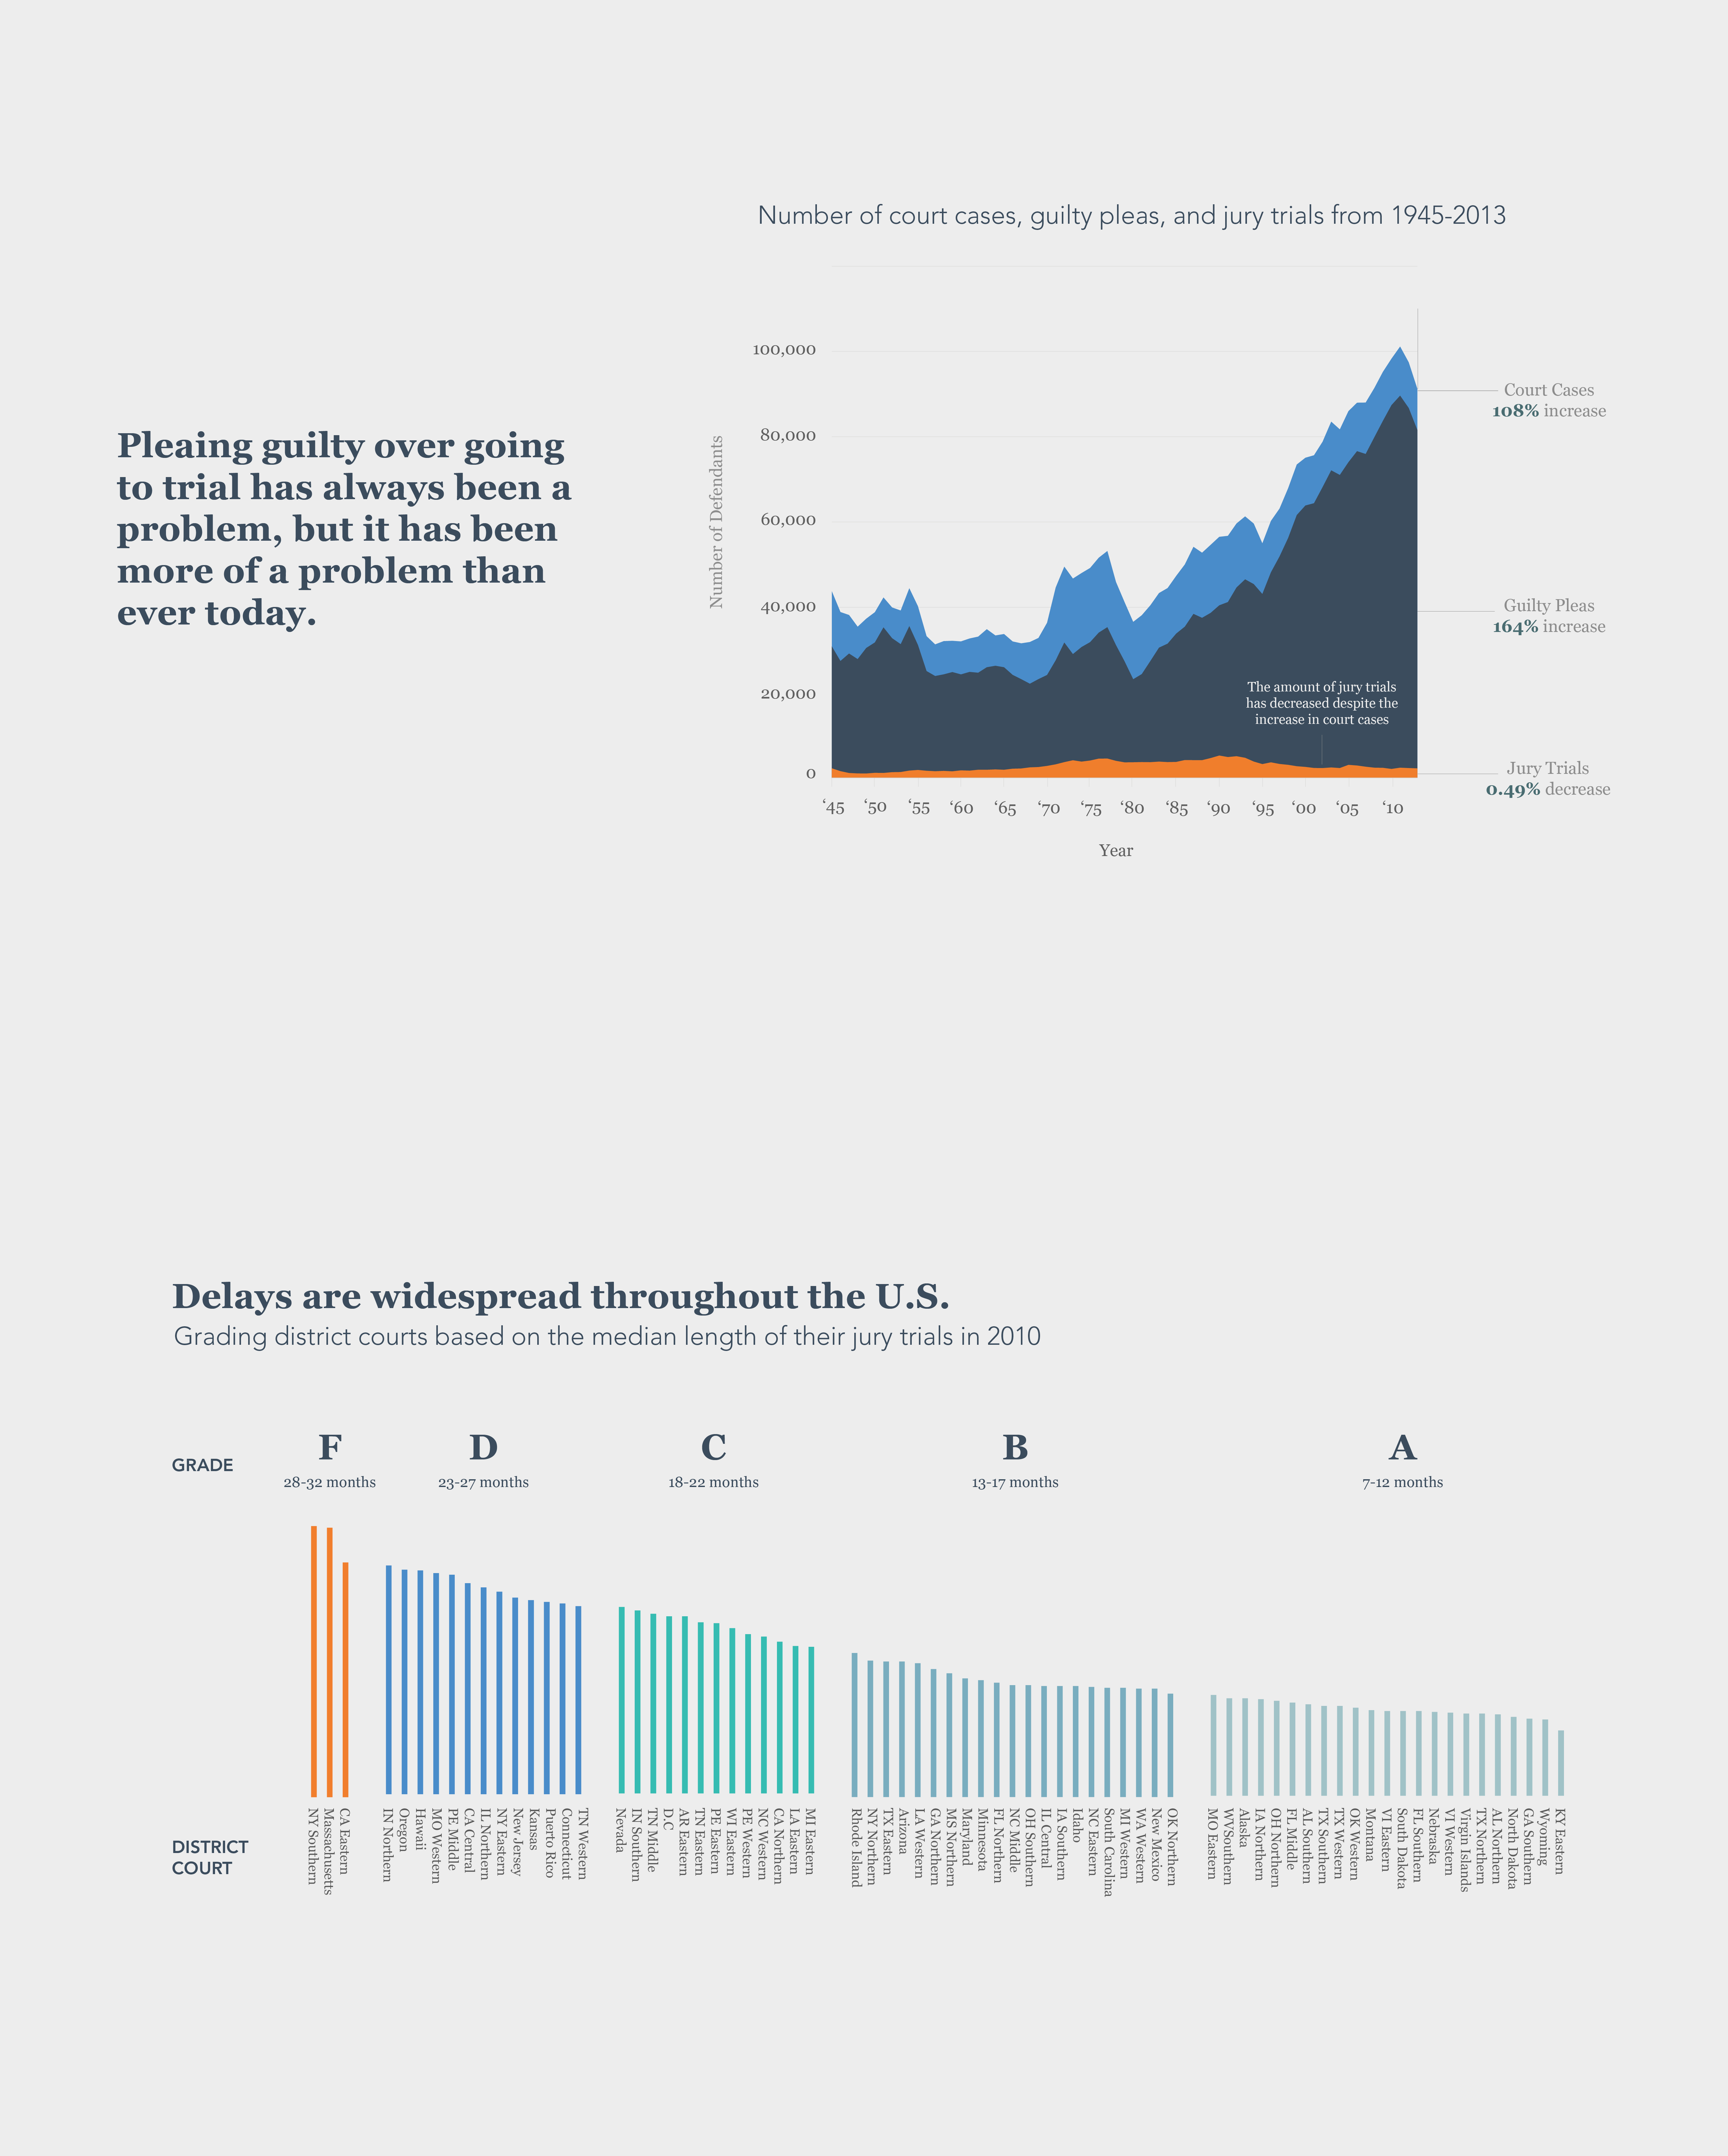 Number of court cases, guilty pleas, and jury trials from 1945-2013
Pleaing guilty over going
to trial has always been a
problem, but it has been
more of a problem than
ever today.
Number of Defendants
100,000
80,000
60,000
40,000
20,000
0
The amount of jury trials
has decreased despite the
increase in court cases
Court Cases
108% increase
Guilty Pleas
164% increase
Jury Trials
0.49% decrease
‘45 ‘50 ‘55 ‘60 ‘65 ‘70 ‘75 ‘80 ‘85 ‘90 ‘95 ‘00 ‘05 ‘10
Year
Delays are widespread throughout the U.S.
Grading district courts based on the median length of their jury trials in 2010
GRADE
F
28-32 months
D
23-27 months
C
18-22 months
B
13-17 months
A
7-12 months
DISTRICT
COURT
NY Southern
Massachusetts
CA Eastern
IN Northern
Oregon
Hawaii
MO Western
PE Middle
CA Central
IL Northern
NY Eastern
New Jersey
Kansas
Puerto Rico
Connecticut
TN Western
Nevada
IN Southern
TN Middle
D.C
AR Eastern
TN Eastern
PE Eastern
WI Eastern
PE Western
NC Western
CA Northern
LA Eastern
MI Eastern
Rhode Island
NY Northern
TX Eastern
Arizona
LA Western
GA Northern
MS Northern
Maryland
Minnesota
FL Northern
NC Middle
OH Southern
IL Central
IA Southern
Idaho
NC Eastern
South Carolina
MI Western
WA Western
New Mexico
OK Northern
MO Eastern
WVSouthern
Alaska
IA Northern
OH Northern
FL Middle
AL Southern
TX Southern
TX Western
OK Western
Montana
VI Eastern
South Dakota
FL Southern
Nebraska
VI Western
Virgin Islands
TX Northern
AL Northern
North Dakota
GA Southern
Wyoming
KY Eastern